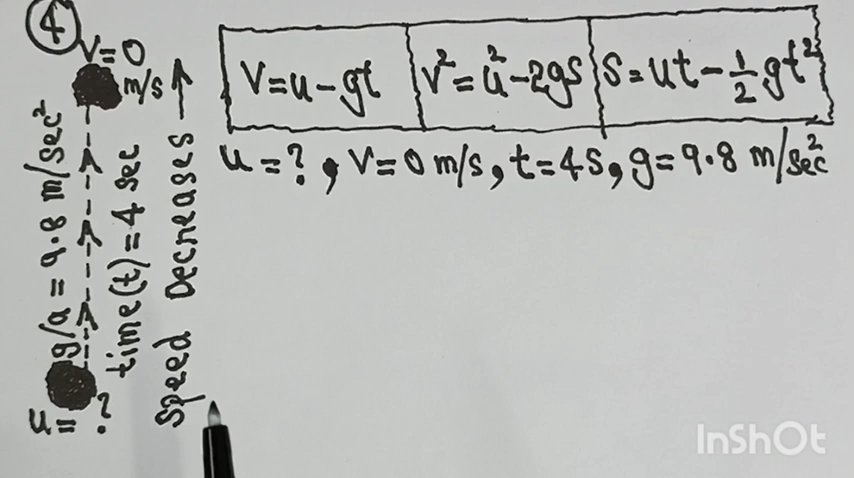 ④
V=0
m/s
g/a = 9.8 m/sec²
time(t) = 4 sec
Speed Decreases →
u = ?
V=u-gt
V²=u²-2gs
S=ut-½gt²
u=?, V=0 m/s, t=4s, g=9.8 m/sec²
InShOt